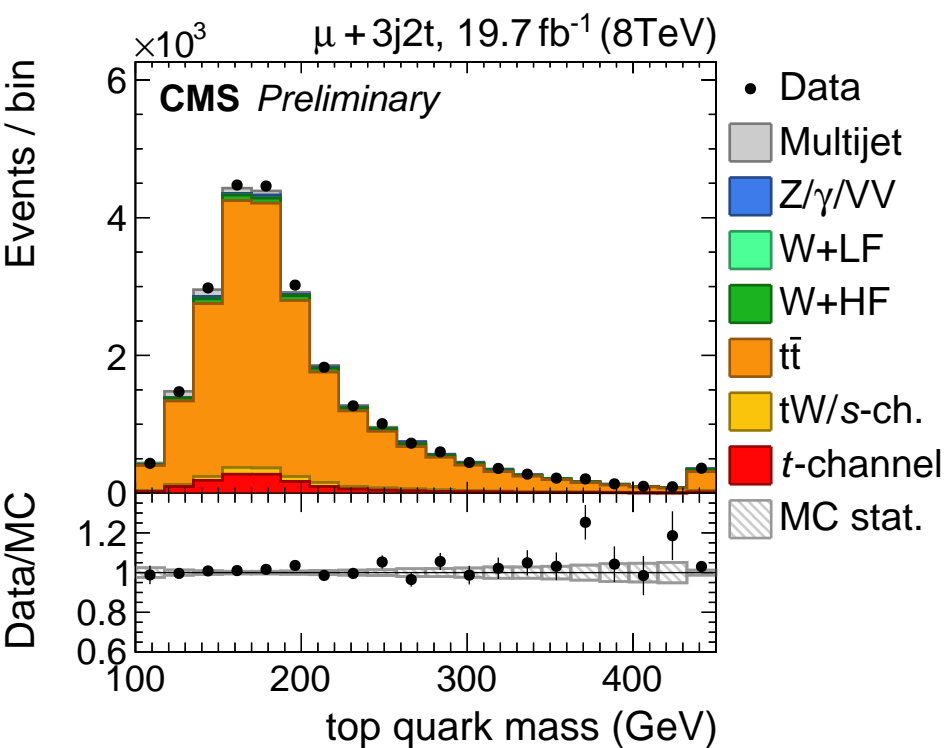 ×10³ μ + 3j2t, 19.7 fb⁻¹ (8TeV)
CMS Preliminary
Events / bin
6
4
2
0
Data
Multijet
Z/γ/VV
W+LF
W+HF
tt̄
tW/s-ch.
t-channel
MC stat.
Data/MC
1.2
1
0.8
0.6
100 200 300 400
top quark mass (GeV)